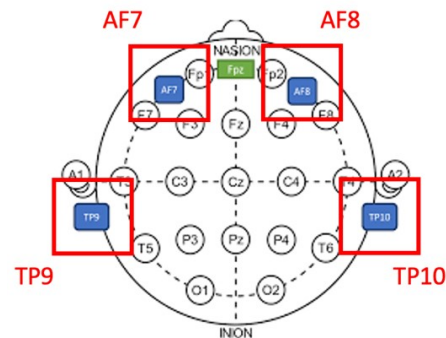 AF7 AF8
NASION
Fp1 Fpz Fp2
AF7 AF8
F7 F3 Fz F4 F8
A1 T3 C3 Cz C4 T4 A2
TP9 TP10
T5 P3 Pz P4 T6
TP9 TP10
O1 O2
INION